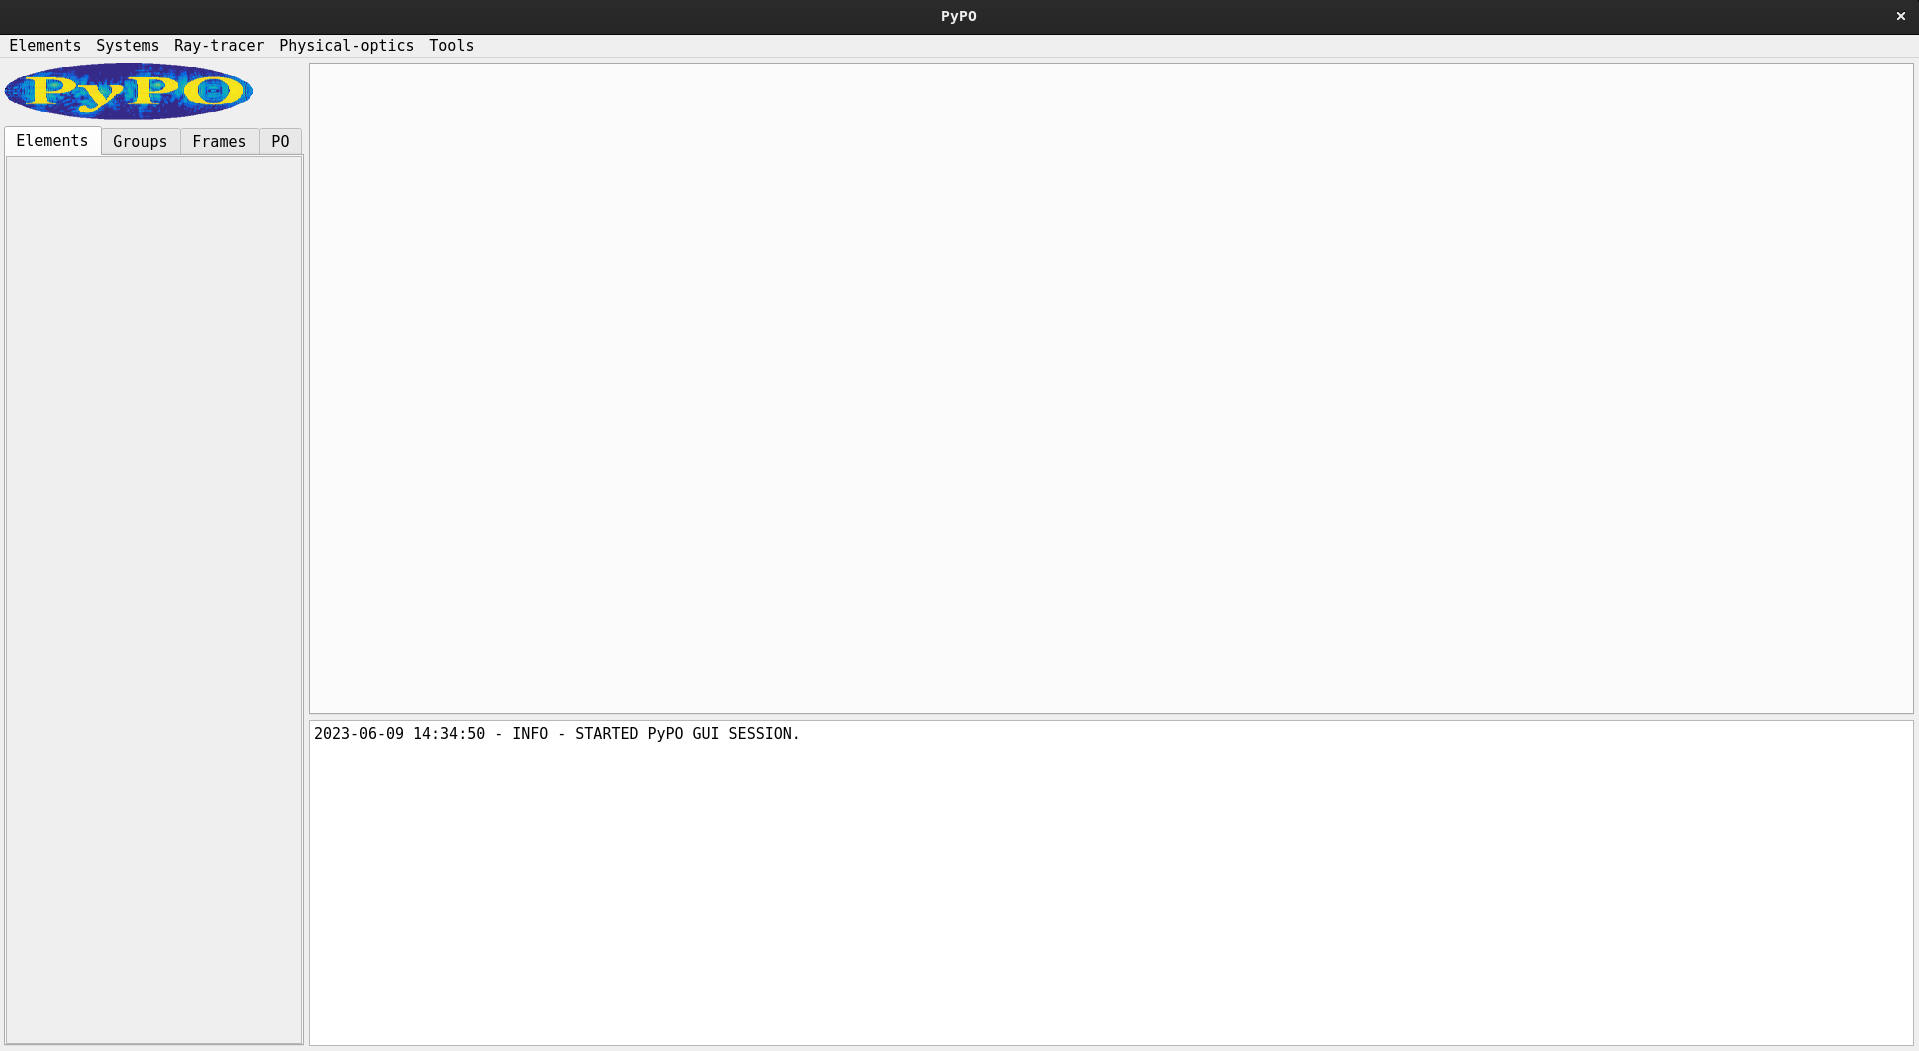 PyPO
×
Elements Systems Ray-tracer Physical-optics Tools
PyPO
Elements Groups Frames PO
2023-06-09 14:34:50 - INFO - STARTED PyPO GUI SESSION.